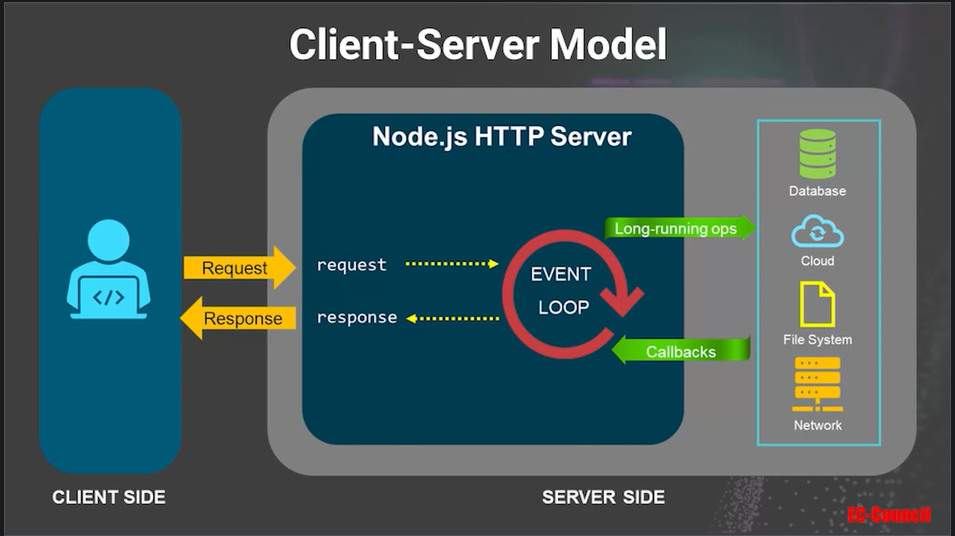 Client-Server Model
Node.js HTTP Server
Request
Response
request
response
EVENT
LOOP
Long-running ops
Callbacks
Database
Cloud
File System
Network
</>
CLIENT SIDE
SERVER SIDE
EC-Council